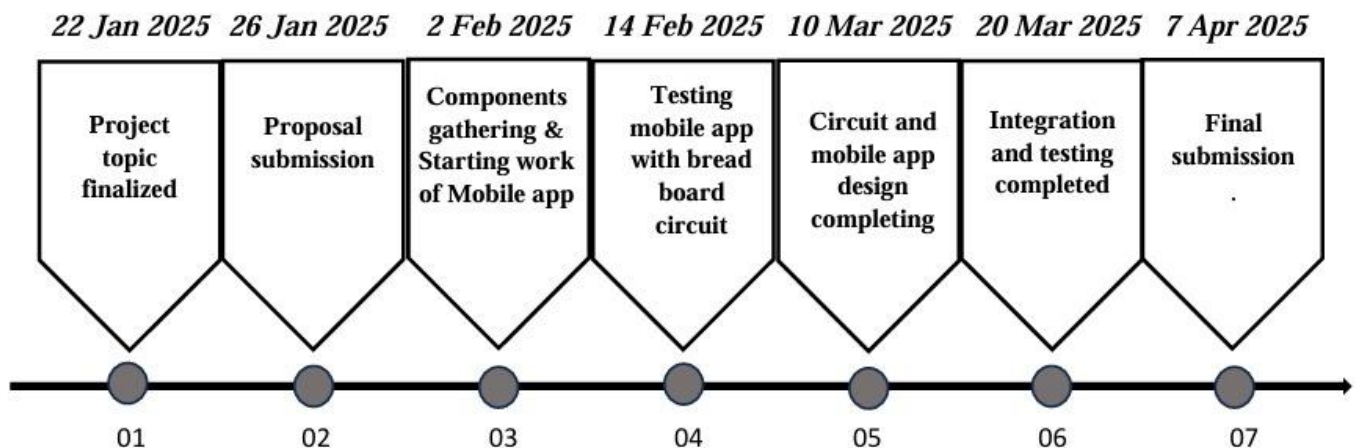 22 Jan 2025
26 Jan 2025
2 Feb 2025
14 Feb 2025
10 Mar 2025
20 Mar 2025
7 Apr 2025
Project
topic
finalized
Proposal
submission
Components
gathering &
Starting work
of Mobile app
Testing
mobile app
with bread
board
circuit
Circuit and
mobile app
design
completing
Integration
and testing
completed
Final
submission
.
01
02
03
04
05
06
07